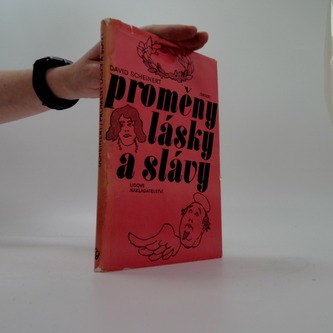 DAVID SCHEINERT
proměny
lásky
a slávy
LIDOVÉ
NAKLADATELSTVÍ